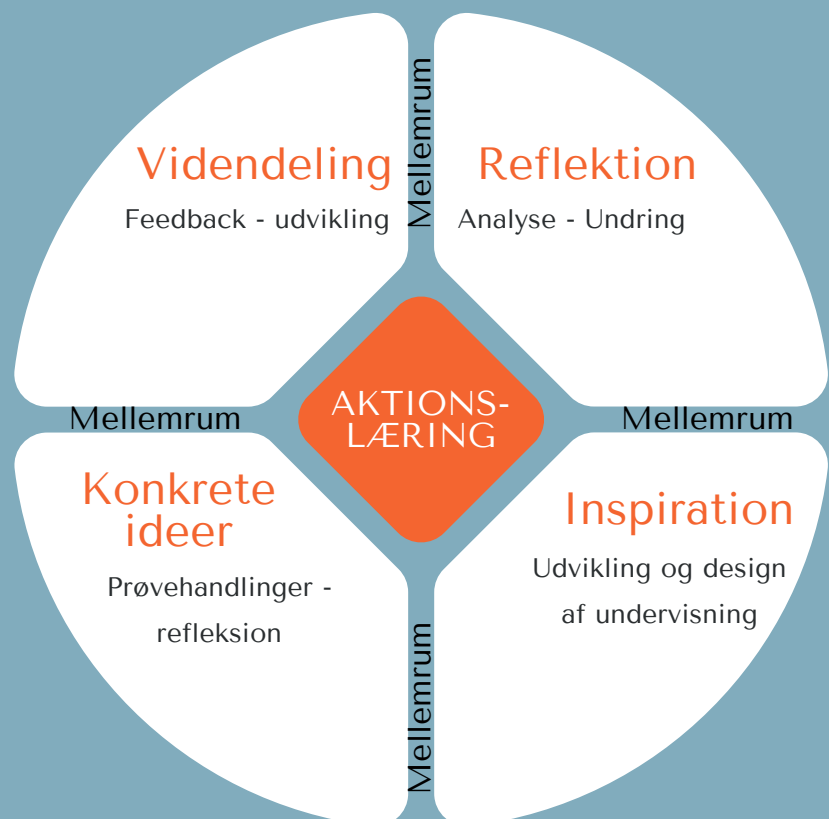 Mellemrum
Videndeling
Feedback - udvikling
Reflektion
Analyse - Undring
Mellemrum
AKTIONS-
LÆRING
Mellemrum
Konkrete
ideer
Prøvehandlinger -
refleksion
Inspiration
Udvikling og design
af undervisning
Mellemrum